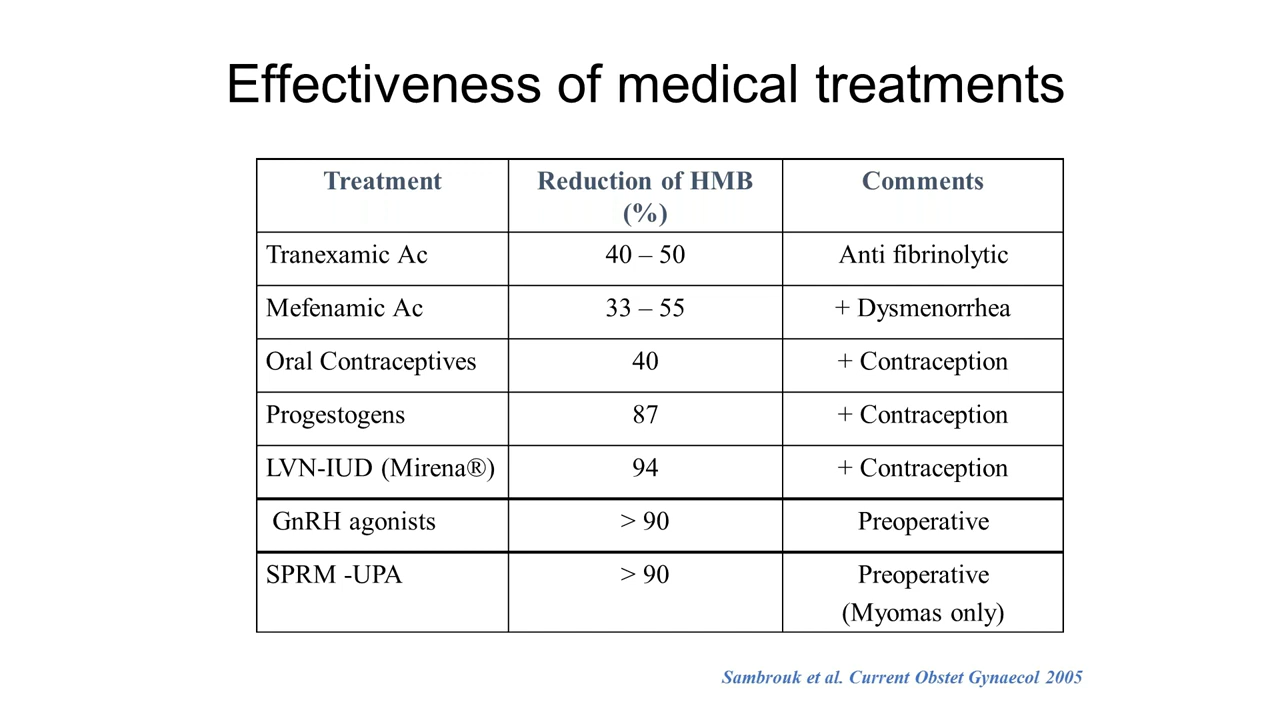 Effectiveness of medical treatments
Treatment Reduction of HMB (%) Comments
Tranexamic Ac 40 – 50 Anti fibrinolytic
Mefenamic Ac 33 – 55 + Dysmenorrhea
Oral Contraceptives 40 + Contraception
Progestogens 87 + Contraception
LVN-IUD (Mirena®) 94 + Contraception
GnRH agonists > 90 Preoperative
SPRM -UPA > 90 Preoperative
(Myomas only)
Sambrouk et al. Current Obstet Gynaecol 2005